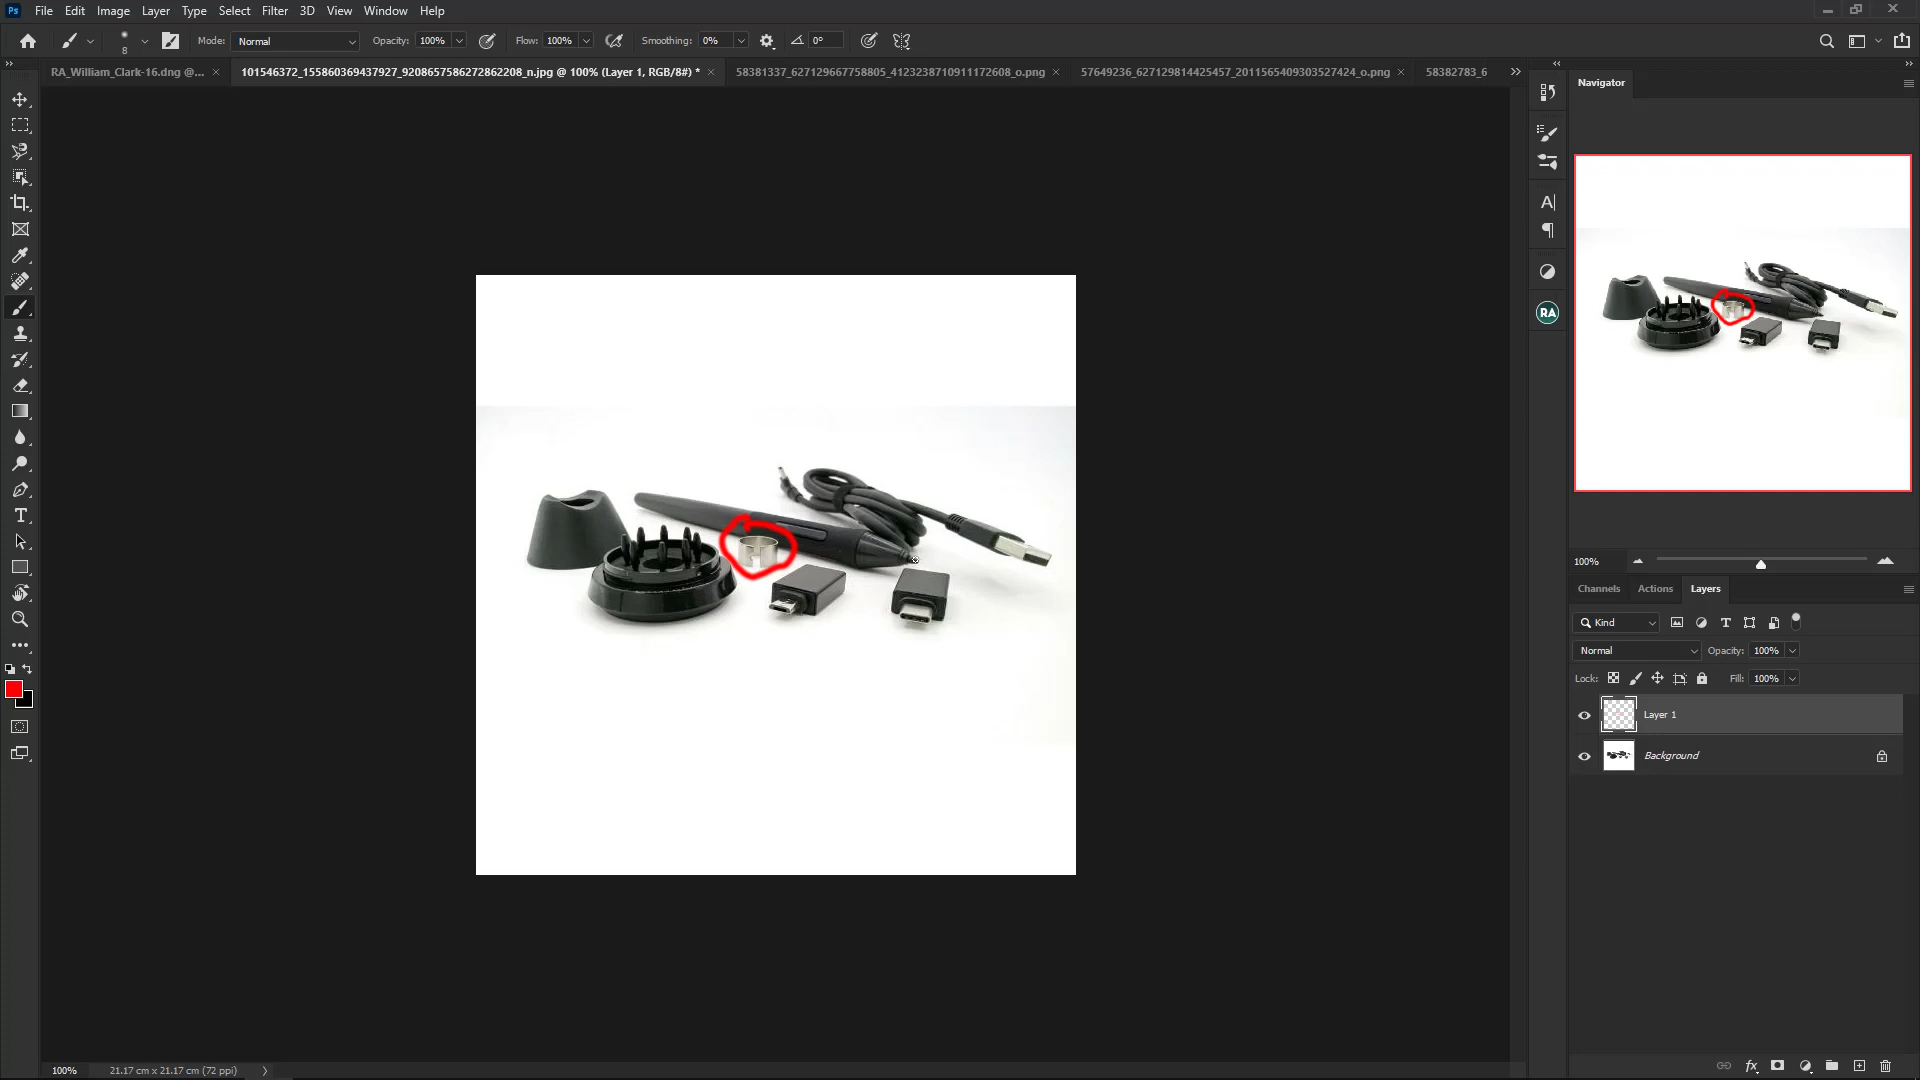 Ps File Edit Image Layer Type Select Filter 3D View Window Help
8 Mode: Normal Opacity: 100% Flow: 100% Smoothing: 0% 0°
RA_William_Clark-16.dng @... × 101546372_155860369437927_9208657586272862208_n.jpg @ 100% (Layer 1, RGB/8#) * × 58381337_627129667758805_4123238710911172608_o.png × 57649236_627129814425457_2011565409303527424_o.png × 58382783_6
Navigator
A
RA
100%
Channels Actions Layers
Kind
Normal Opacity: 100%
Lock: Fill: 100%
Layer 1
Background
100% 21.17 cm x 21.17 cm (72 ppi)